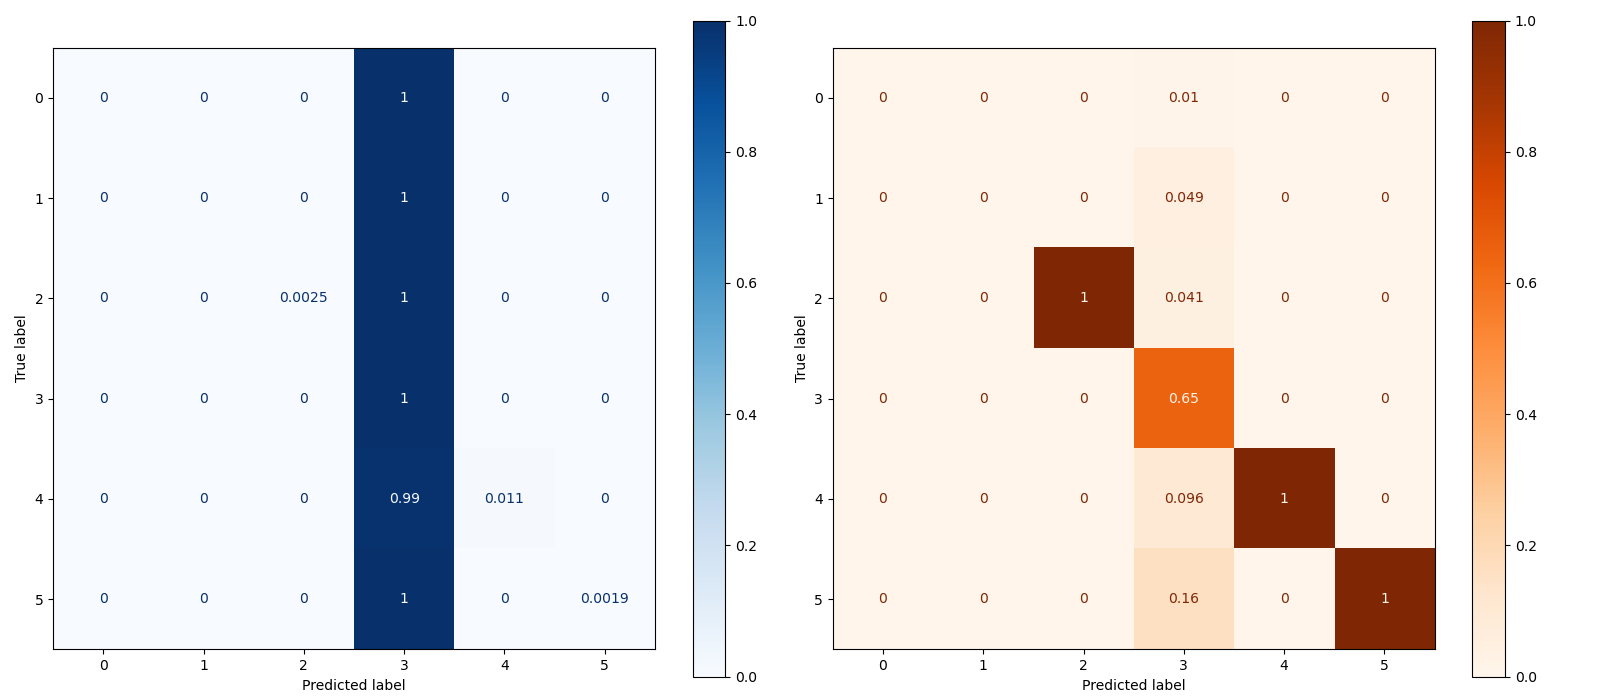 0 0 0 0 1 0 0
1 0 0 0 1 0 0
2 0 0 0.0025 1 0 0
3 0 0 0 1 0 0
4 0 0 0 0.99 0.011 0
5 0 0 0 1 0 0.0019
0 1 2 3 4 5
True label
Predicted label
1.0
0.8
0.6
0.4
0.2
0.0
0 0 0 0 0.01 0 0
1 0 0 0 0.049 0 0
2 0 0 1 0.041 0 0
3 0 0 0 0.65 0 0
4 0 0 0 0.096 1 0
5 0 0 0 0.16 0 1
0 1 2 3 4 5
True label
Predicted label
1.0
0.8
0.6
0.4
0.2
0.0